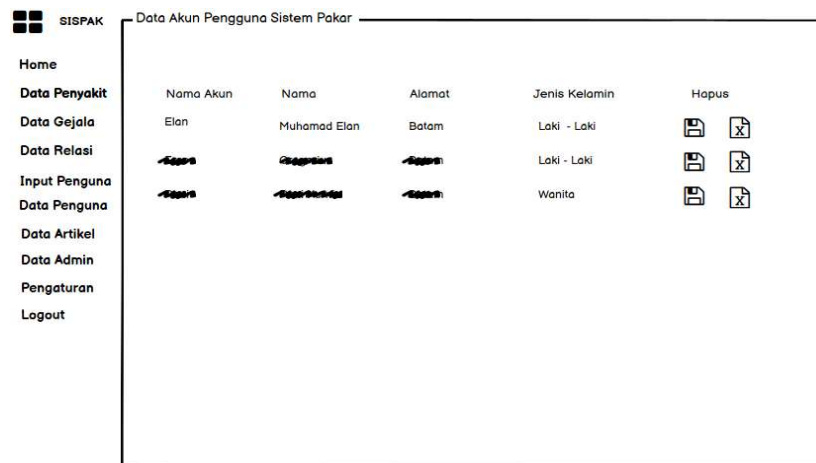 SISPAK
Data Akun Pengguna Sistem Pakar
Home
Data Penyakit
Data Gejala
Data Relasi
Input Penguna
Data Penguna
Data Artikel
Data Admin
Pengaturan
Logout
Nama Akun Nama Alamat Jenis Kelamin Hapus
Elan Muhamad Elan Batam Laki - Laki X
Laki - Laki X
Wanita X